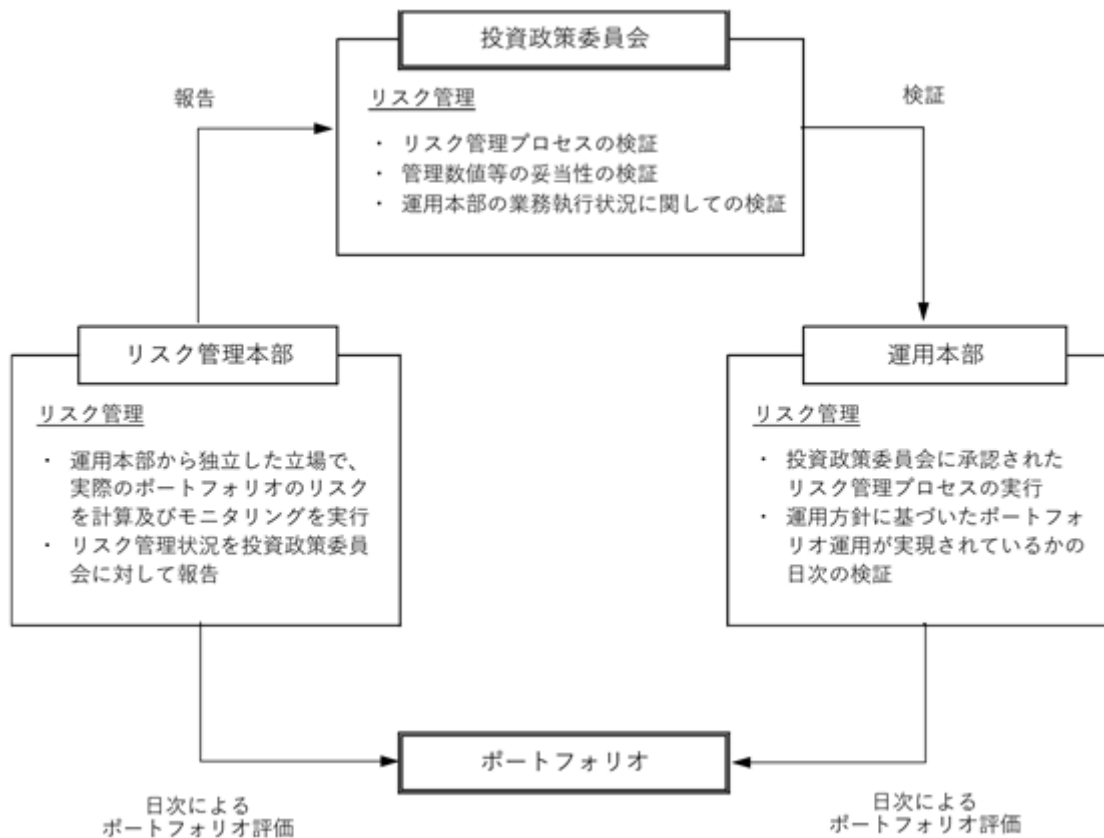 投資政策委員会
リスク管理
・ リスク管理プロセスの検証
・ 管理数値等の妥当性の検証
・ 運用本部の業務執行状況に関しての検証
報告
検証
リスク管理本部
リスク管理
・ 運用本部から独立した立場で、
実際のポートフォリオのリスク
を計算及びモニタリングを実行
・ リスク管理状況を投資政策委員
会に対して報告
運用本部
リスク管理
・ 投資政策委員会に承認された
リスク管理プロセスの実行
・ 運用方針に基づいたポートフォ
リオ運用が実現されているかの
日次の検証
ポートフォリオ
日次による
ポートフォリオ評価
日次による
ポートフォリオ評価